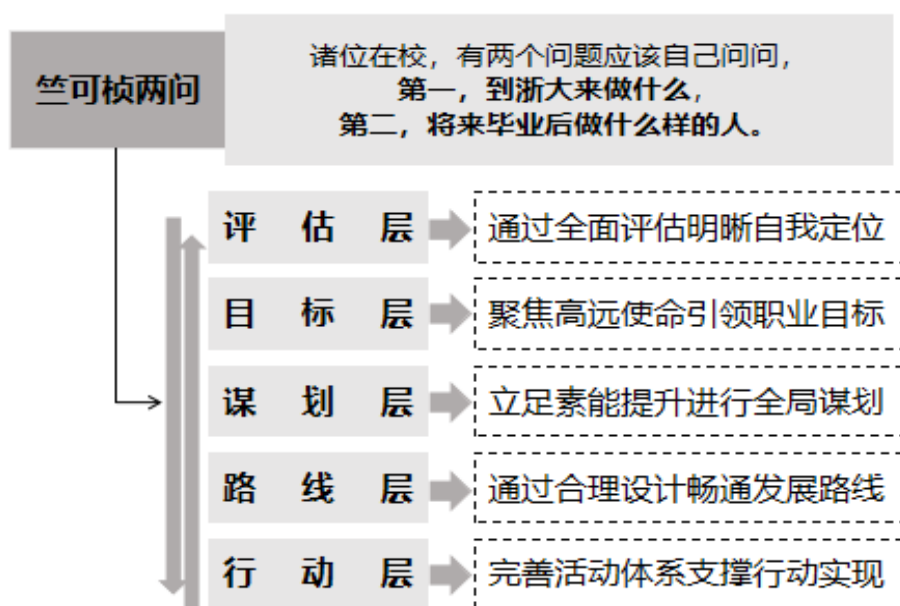 竺可桢两问
诸位在校，有两个问题应该自己问问，
第一，到浙大来做什么，
第二，将来毕业后做什么样的人。
评 估 层
通过全面评估明晰自我定位
目 标 层
聚焦高远使命引领职业目标
谋 划 层
立足素能提升进行全局谋划
路 线 层
通过合理设计畅通发展路线
行 动 层
完善活动体系支撑行动实现